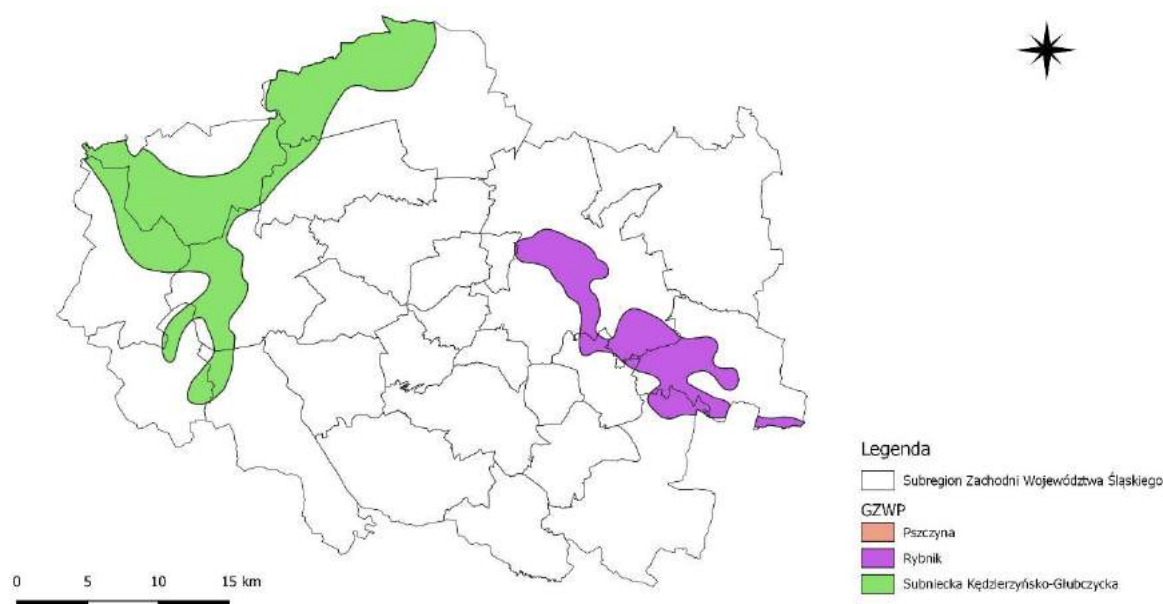 Legenda
Subregion Zachodni Województwa Śląskiego
GZWP
Pszczyna
Rybnik
Subniecka Kędzierzyńsko-Głubczycka
0 5 10 15 km